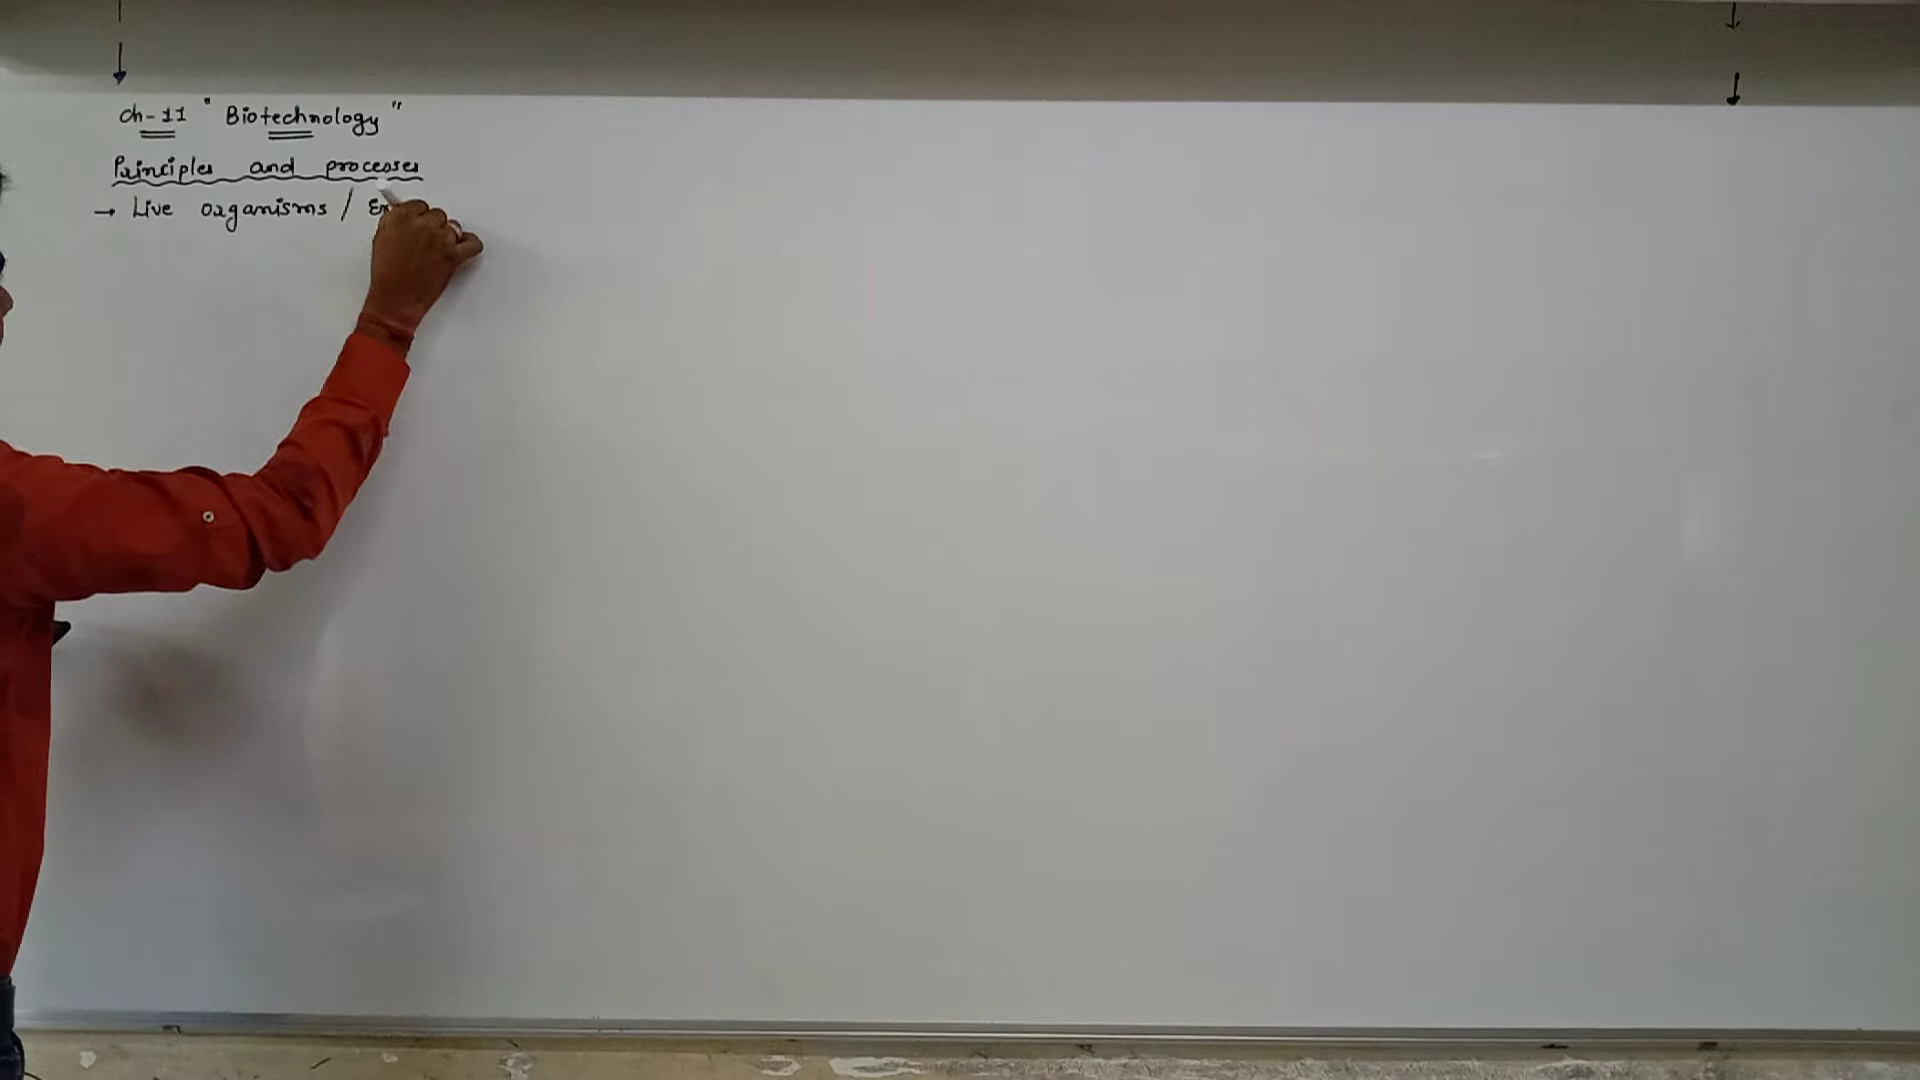 Ch-11 "Biotechnology"
Principles and processes
→ Live organisms /